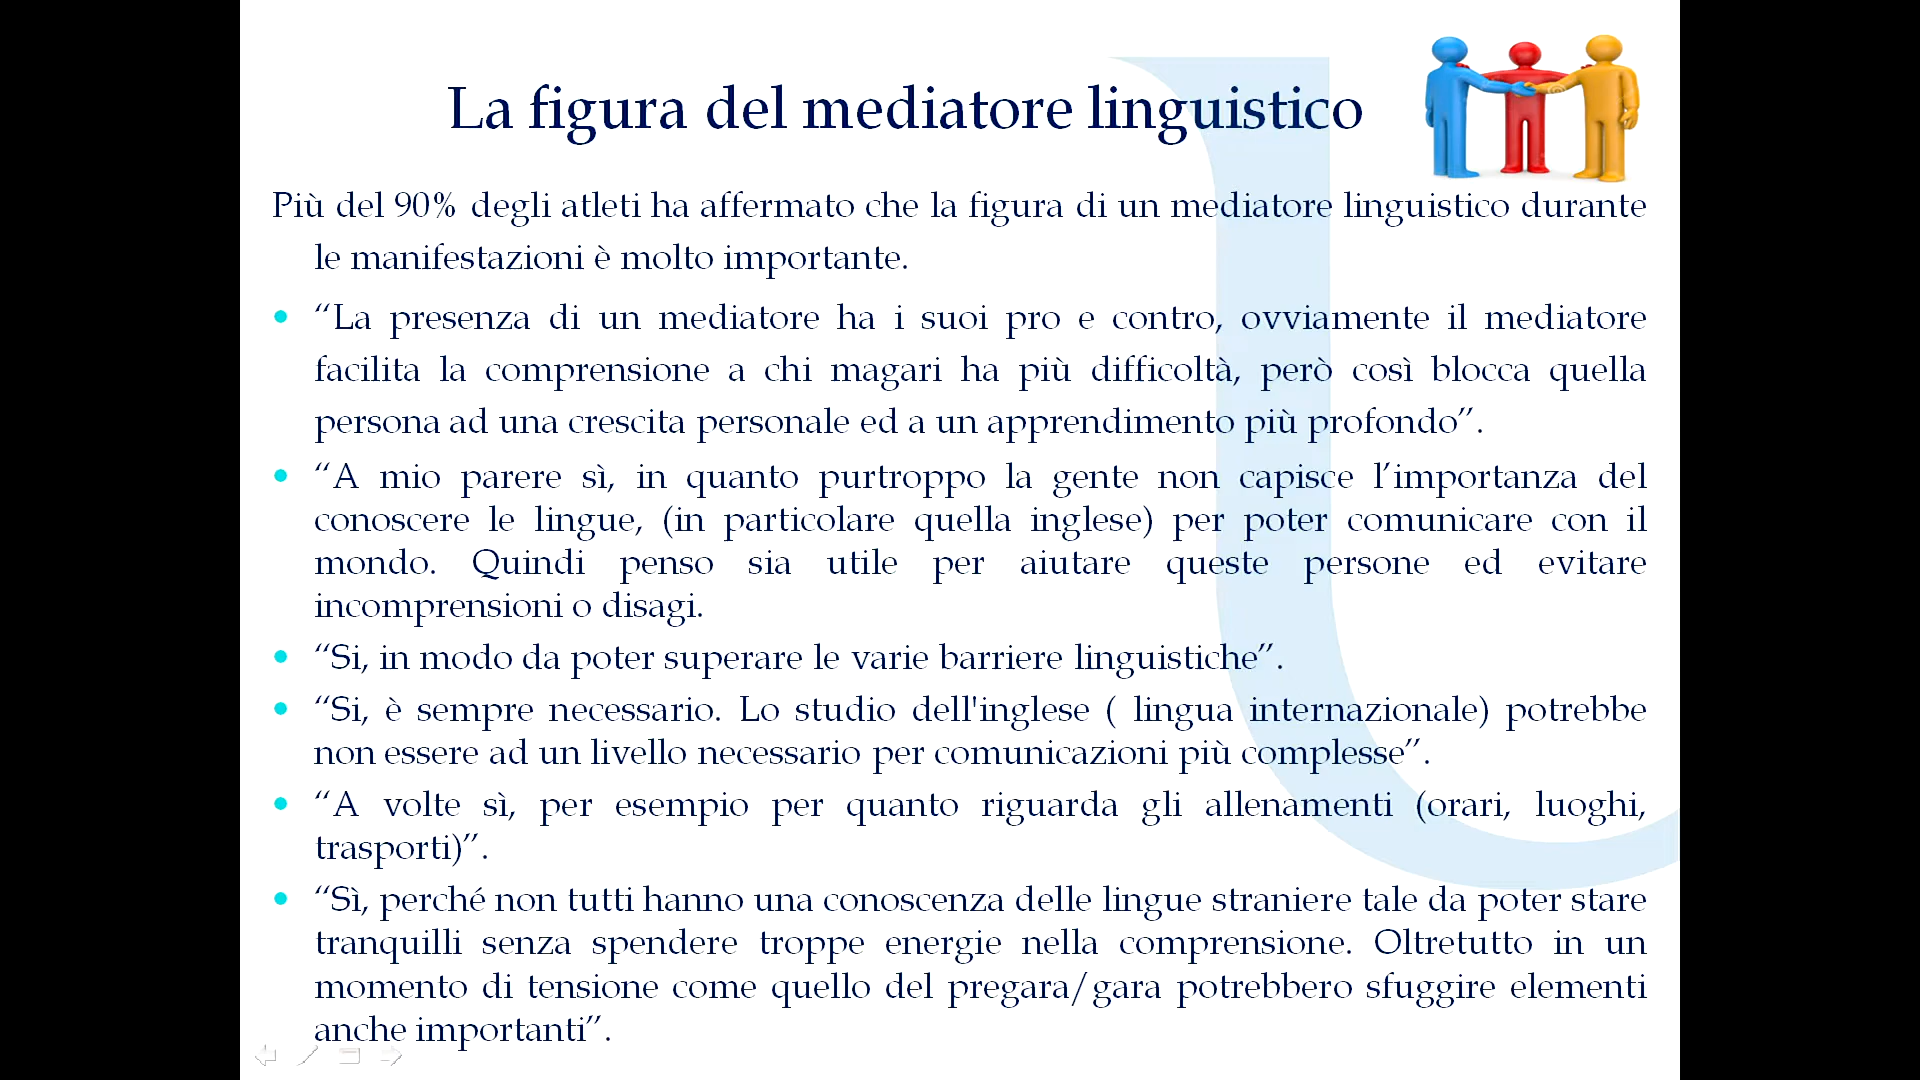 La figura del mediatore linguistico
Più del 90% degli atleti ha affermato che la figura di un mediatore linguistico durante
le manifestazioni è molto importante.
• “La presenza di un mediatore ha i suoi pro e contro, ovviamente il mediatore
facilita la comprensione a chi magari ha più difficoltà, però così blocca quella
persona ad una crescita personale ed a un apprendimento più profondo”.
• “A mio parere sì, in quanto purtroppo la gente non capisce l’importanza del
conoscere le lingue, (in particolare quella inglese) per poter comunicare con il
mondo. Quindi penso sia utile per aiutare queste persone ed evitare
incomprensioni o disagi.
• “Si, in modo da poter superare le varie barriere linguistiche”.
• “Si, è sempre necessario. Lo studio dell'inglese ( lingua internazionale) potrebbe
non essere ad un livello necessario per comunicazioni più complesse”.
• “A volte sì, per esempio per quanto riguarda gli allenamenti (orari, luoghi,
trasporti)”.
• “Sì, perché non tutti hanno una conoscenza delle lingue straniere tale da poter stare
tranquilli senza spendere troppe energie nella comprensione. Oltretutto in un
momento di tensione come quello del pregara/gara potrebbero sfuggire elementi
anche importanti”.